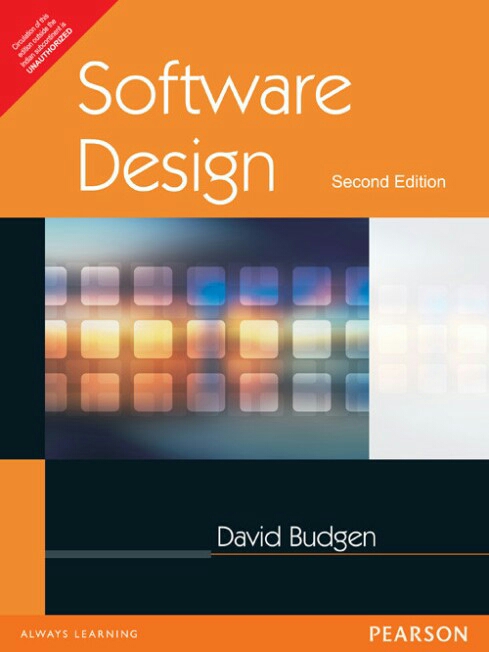 Circulation of this
edition outside the
Indian subcontinent is
UNAUTHORIZED
Software
Design
Second Edition
David Budgen
ALWAYS LEARNING
PEARSON